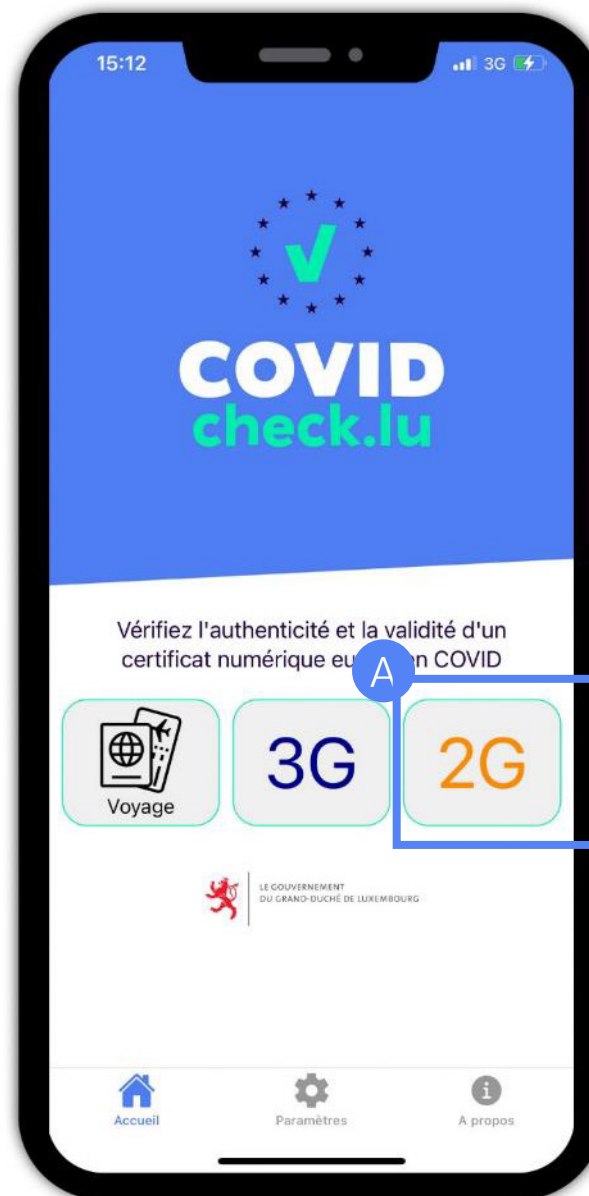 15:12
3G
COVID
check.lu
Vérifiez l'authenticité et la validité d'un
certificat numérique COVID
A
Voyage
3G
2G
LE GOUVERNEMENT
DU GRAND-DUCHÉ DE LUXEMBOURG
Accueil
Paramètres
A propos